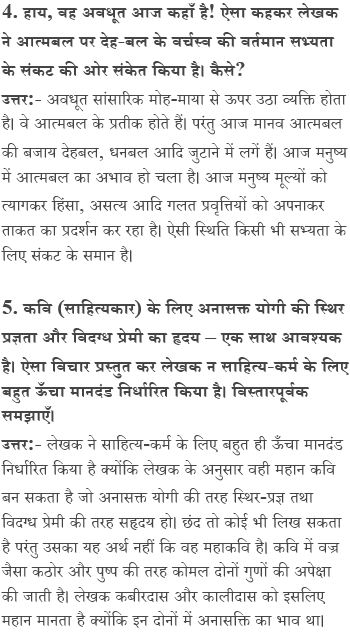 4. हाय, वह अवधूत आज कहाँ है! ऐसा कहकर लेखक
ने आत्मबल पर देह-बल के वर्चस्व की वर्तमान सभ्यता
के संकट की ओर संकेत किया है। कैसे?
उत्तर:- अवधूत सांसारिक मोह-माया से ऊपर उठा व्यक्ति होता
है। वे आत्मबल के प्रतीक होते हैं। परंतु आज मानव आत्मबल
की बजाय देहबल, धनबल आदि जुटाने में लगें हैं। आज मनुष्य
में आत्मबल का अभाव हो चला है। आज मनुष्य मूल्यों को
त्यागकर हिंसा, असत्य आदि गलत प्रवृत्तियों को अपनाकर
ताकत का प्रदर्शन कर रहा है। ऐसी स्थिति किसी भी सभ्यता के
लिए संकट के समान है।
5. कवि (साहित्यकार) के लिए अनासक्त योगी की स्थिर
प्रज्ञता और विदग्ध प्रेमी का हृदय – एक साथ आवश्यक
है। ऐसा विचार प्रस्तुत कर लेखक न साहित्य-कर्म के लिए
बहुत ऊँचा मानदंड निर्धारित किया है। विस्तारपूर्वक
समझाएँ।
उत्तर:- लेखक ने साहित्य-कर्म के लिए बहुत ही ऊँचा मानदंड
निर्धारित किया है क्योंकि लेखक के अनुसार वही महान कवि
बन सकता है जो अनासक्त योगी की तरह स्थिर-प्रज्ञ तथा
विदग्ध प्रेमी की तरह सहृदय हो। छंद तो कोई भी लिख सकता
है परंतु उसका यह अर्थ नहीं कि वह महाकवि है। कवि में वज्र
जैसा कठोर और पुष्प की तरह कोमल दोनों गुणों की अपेक्षा
की जाती है। लेखक कबीरदास और कालीदास को इसलिए
महान मानता है क्योंकि इन दोनों में अनासक्ति का भाव था।